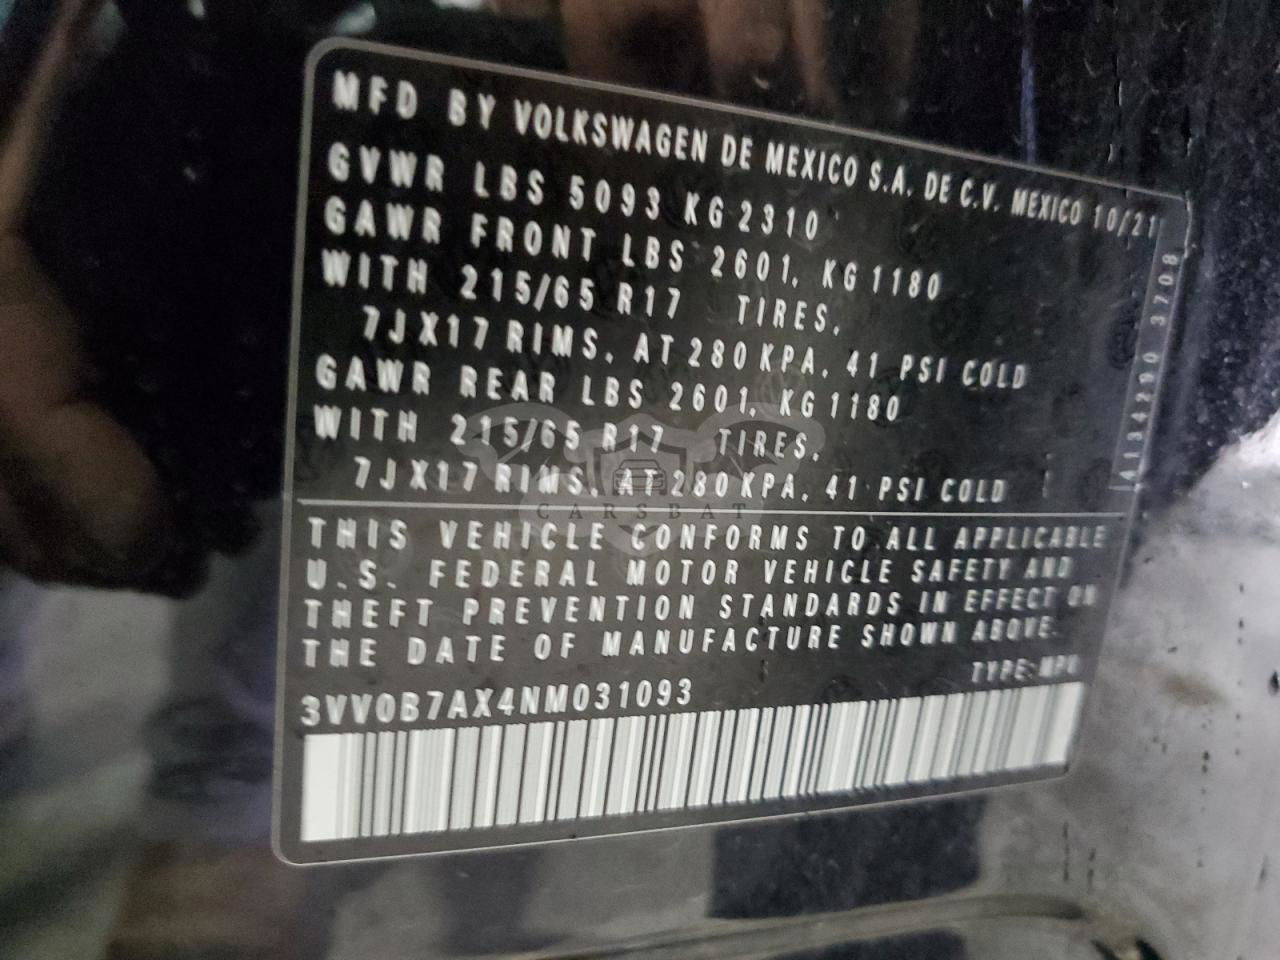 MFD BY VOLKSWAGEN DE MEXICO S.A. DE C.V. MEXICO 10/21
GVWR LBS 5093 KG 2310
GAWR FRONT LBS 2601, KG 1180
WITH 215/65 R17 TIRES,
7JX17 RIMS, AT 280 KPA, 41 PSI COLD
GAWR REAR LBS 2601, KG 1180
WITH 215/65 R17 TIRES,
7JX17 RIMS, AT 280 KPA, 41 PSI COLD
CARSBAT
THIS VEHICLE CONFORMS TO ALL APPLICABLE
U.S. FEDERAL MOTOR VEHICLE SAFETY AND
THEFT PREVENTION STANDARDS IN EFFECT ON
THE DATE OF MANUFACTURE SHOWN ABOVE.
TYPE:MPV
3VV0B7AX4NM031093
A134290 3708